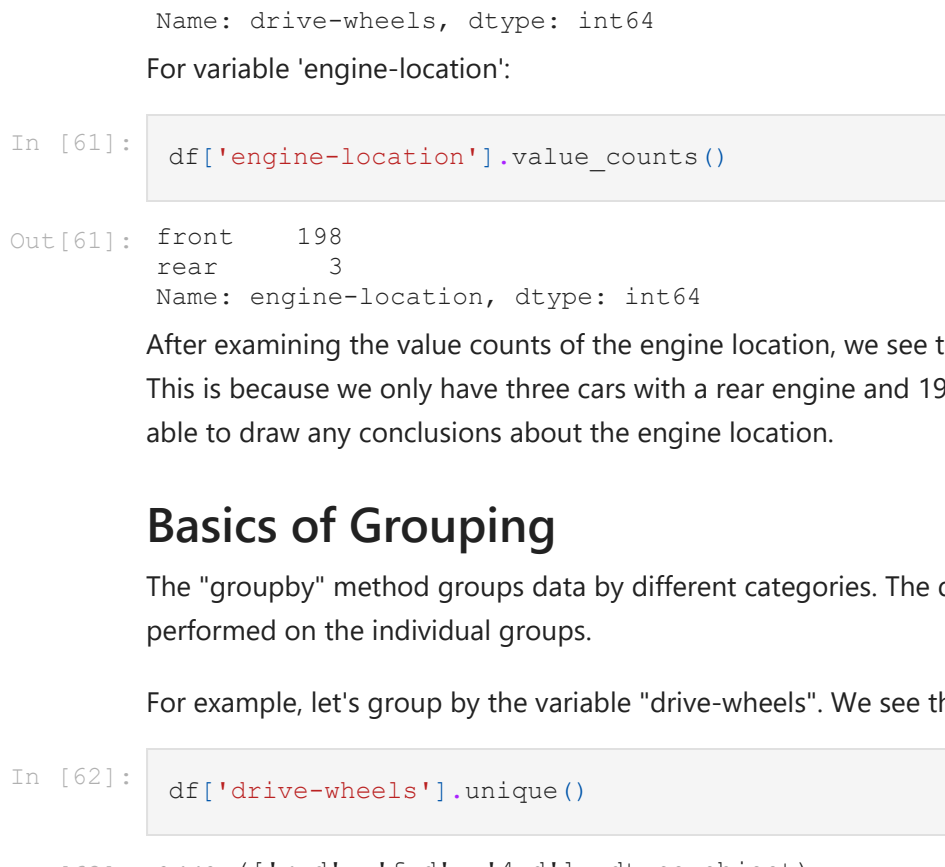 Name: drive-wheels, dtype: int64
For variable 'engine-location':
In [61]: df['engine-location'].value_counts()
Out[61]: front 198
rear 3
Name: engine-location, dtype: int64
After examining the value counts of the engine location, we see t
This is because we only have three cars with a rear engine and 19
able to draw any conclusions about the engine location.
Basics of Grouping
The "groupby" method groups data by different categories. The
performed on the individual groups.
For example, let's group by the variable "drive-wheels". We see th
In [62]: df['drive-wheels'].unique()